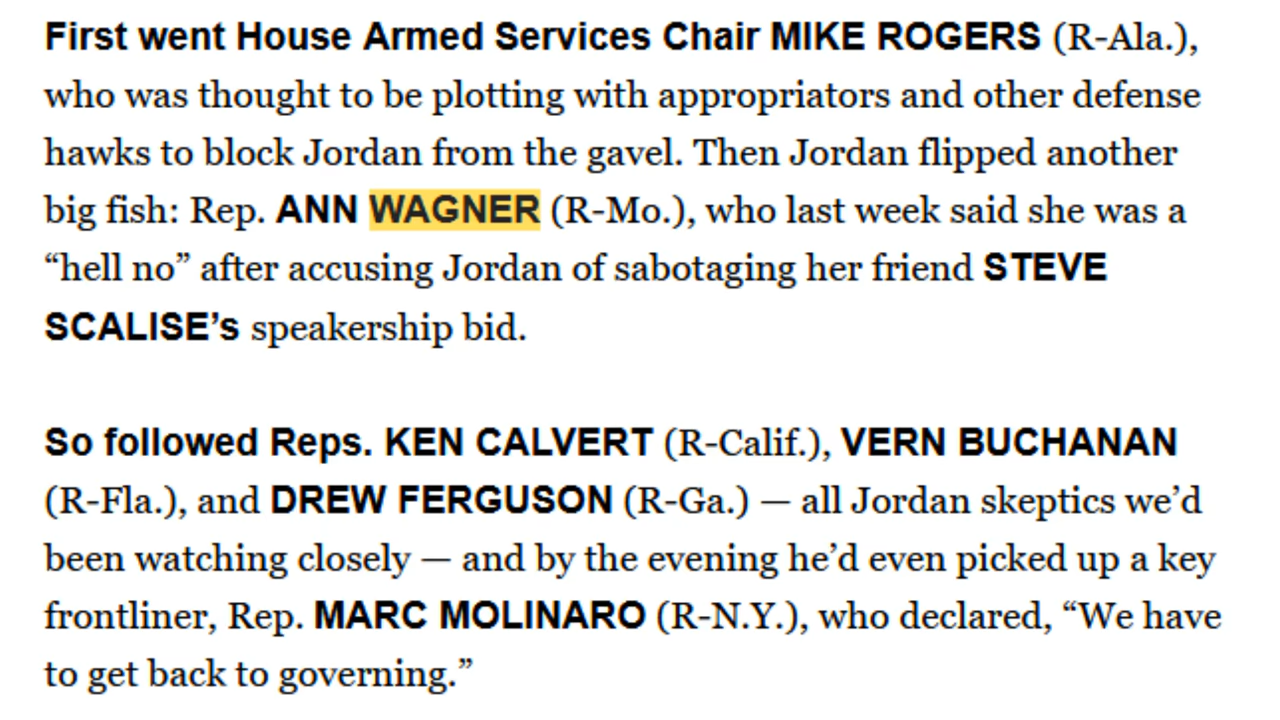 First went House Armed Services Chair MIKE ROGERS (R-Ala.),
who was thought to be plotting with appropriators and other defense
hawks to block Jordan from the gavel. Then Jordan flipped another
big fish: Rep. ANN WAGNER (R-Mo.), who last week said she was a
“hell no” after accusing Jordan of sabotaging her friend STEVE
SCALISE’s speakership bid.
So followed Reps. KEN CALVERT (R-Calif.), VERN BUCHANAN
(R-Fla.), and DREW FERGUSON (R-Ga.) — all Jordan skeptics we’d
been watching closely — and by the evening he’d even picked up a key
frontliner, Rep. MARC MOLINARO (R-N.Y.), who declared, “We have
to get back to governing.”